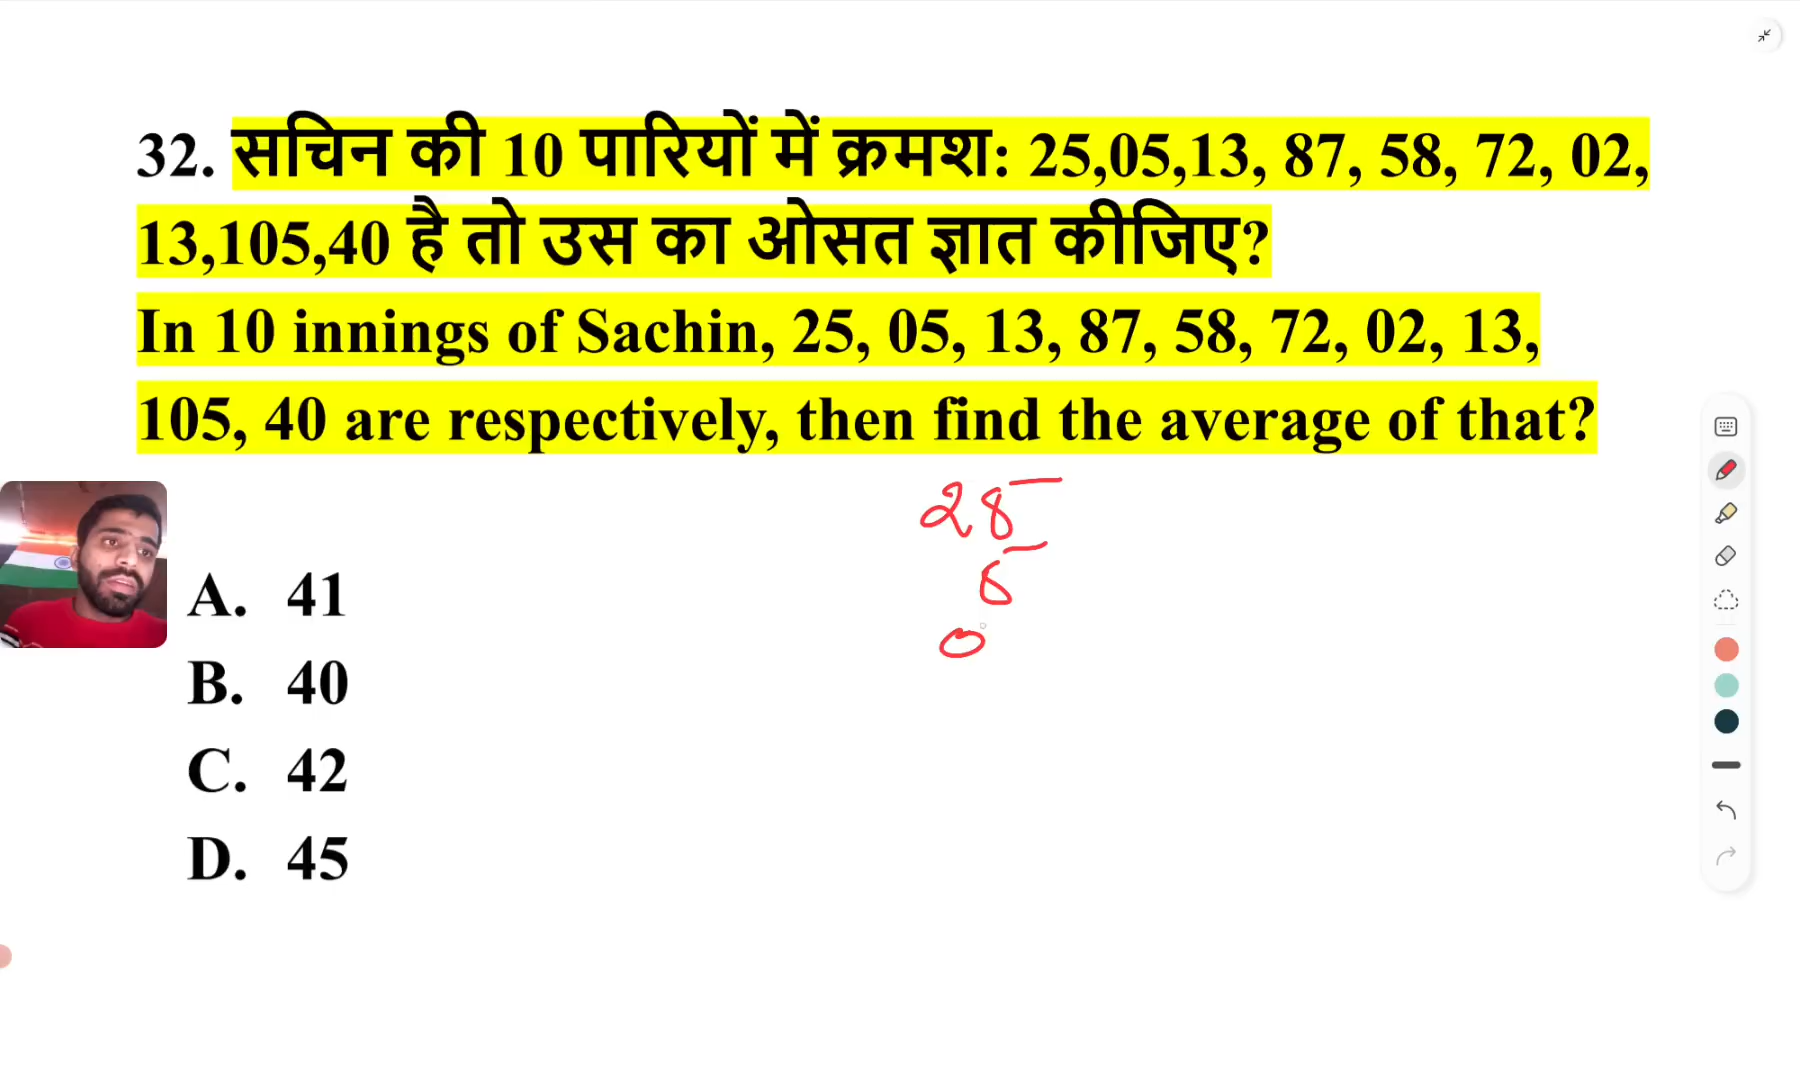 32. सचिन की 10 पारियों में क्रमश: 25,05,13, 87, 58, 72, 02,
13,105,40 है तो उस का ओसत ज्ञात कीजिए?
In 10 innings of Sachin, 25, 05, 13, 87, 58, 72, 02, 13,
105, 40 are respectively, then find the average of that?
25
5
0
A. 41
B. 40
C. 42
D. 45